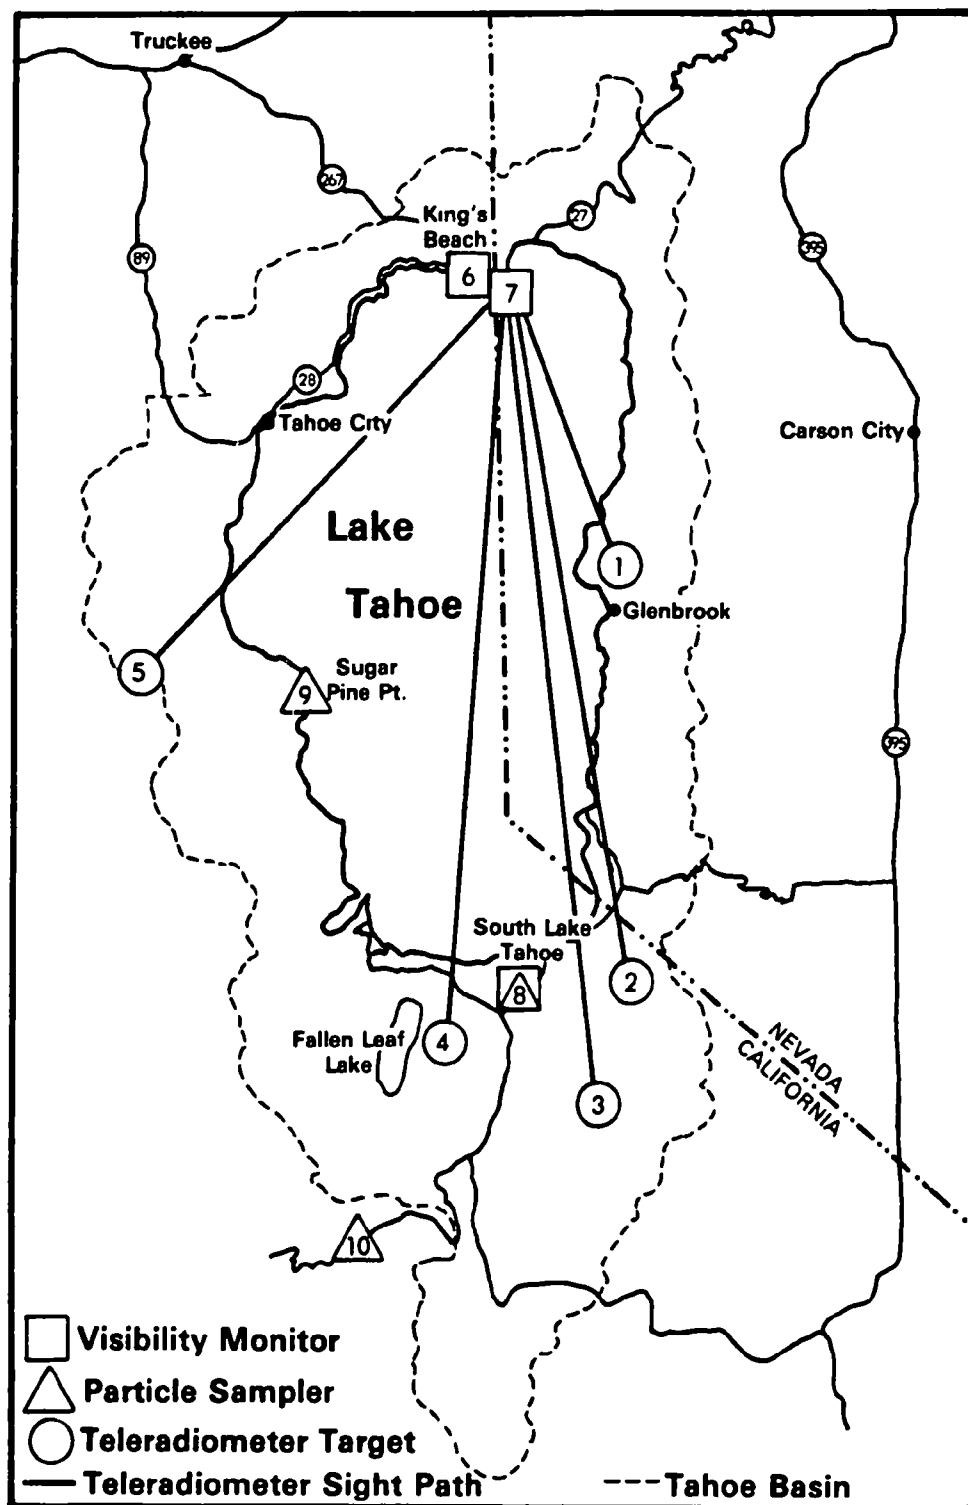 Truckee
267
King's
Beach
27
89
395
6
7
28
Tahoe City
Carson City
Lake
Tahoe
1
Glenbrook
5
Sugar
Pine Pt.
9
395
South Lake
Tahoe
2
8
Fallen Leaf
Lake
4
NEVADA
CALIFORNIA
3
10
Visibility Monitor
Particle Sampler
Teleradiometer Target
Teleradiometer Sight Path
Tahoe Basin